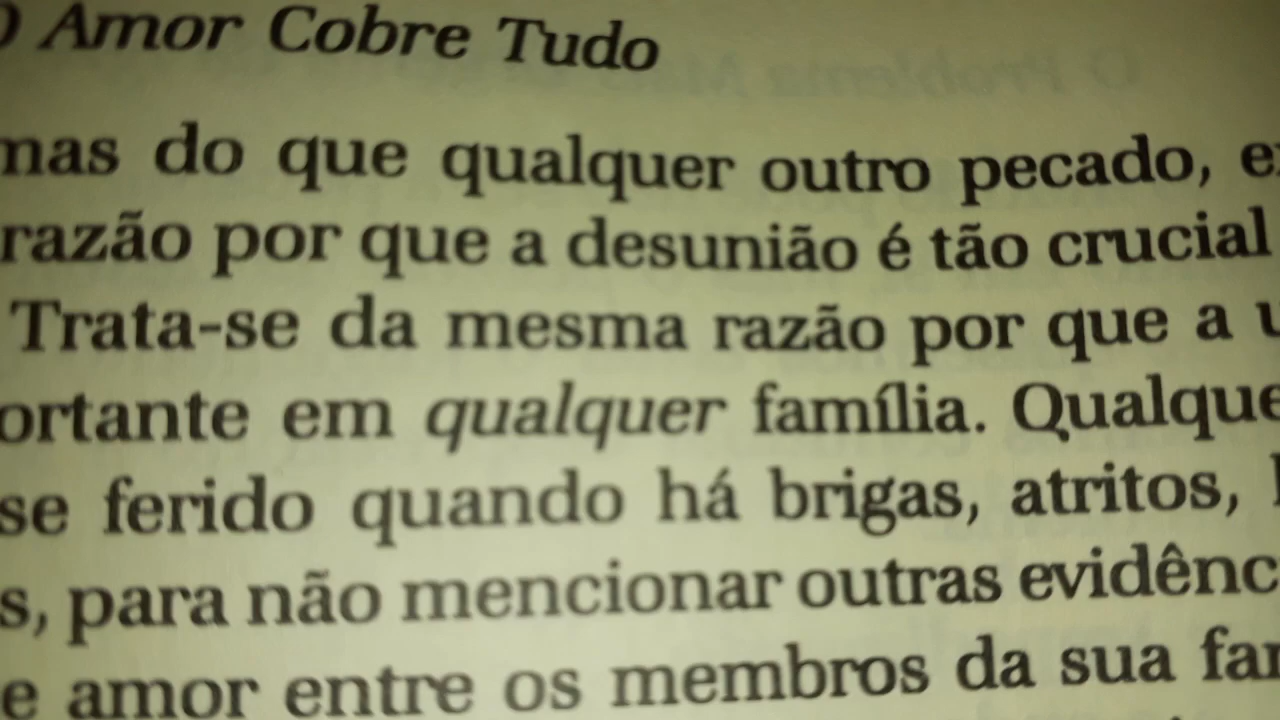 O Amor Cobre Tudo
mas do que qualquer outro pecado,
razão por que a desunião é tão crucial
Trata-se da mesma razão por que a
ortante em qualquer família. Qualque
se ferido quando há brigas, atritos,
s, para não mencionar outras evidênc
e amor entre os membros da sua